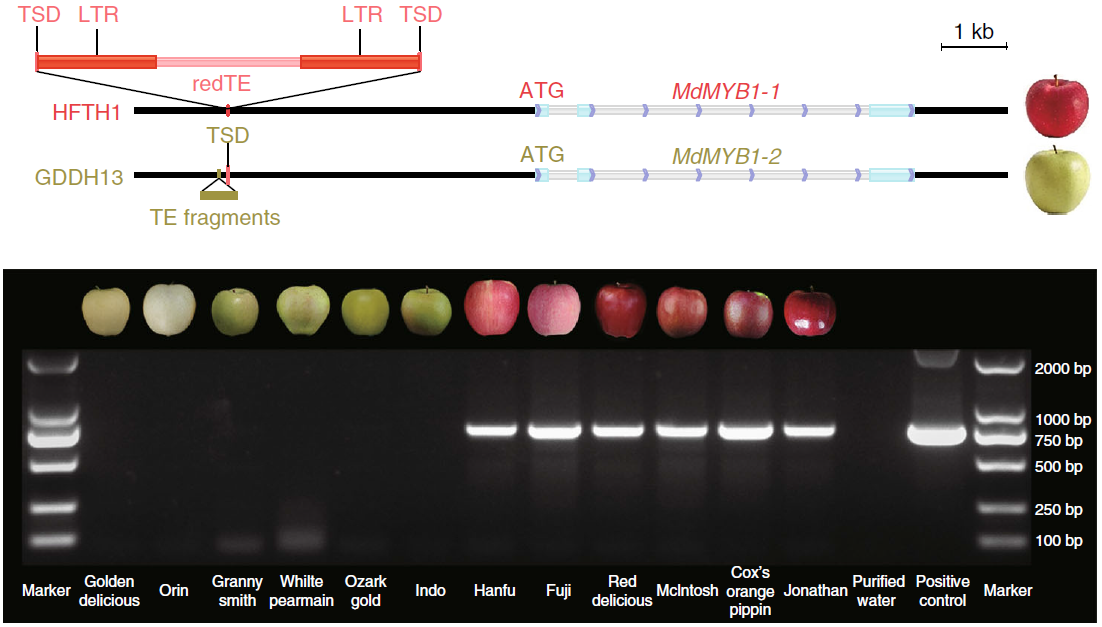 TSD LTR LTR TSD
1 kb
redTE
HFTH1
ATG
MdMYB1-1
TSD
GDDH13
ATG
MdMYB1-2
TE fragments
2000 bp
1000 bp
750 bp
500 bp
250 bp
100 bp
Marker
Golden
delicious
Orin
Granny
smith
Whilte
pearmain
Ozark
gold
Indo
Hanfu
Fuji
Red
delicious
McIntosh
Cox's
orange
pippin
Jonathan
Purified
water
Positive
control
Marker